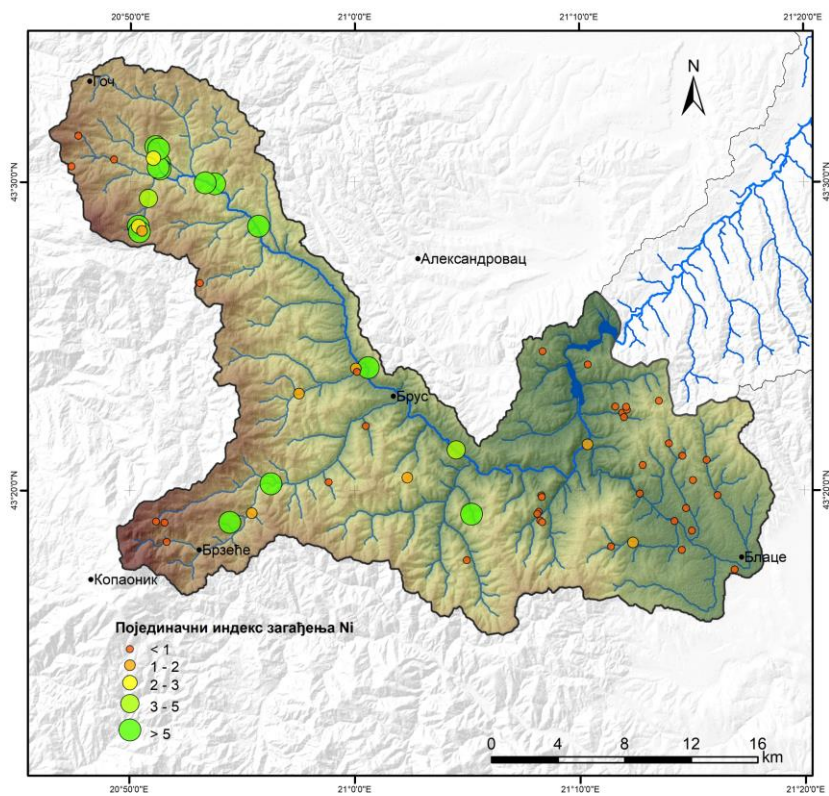 20°50'0"E 21°0'0"E 21°10'0"E 21°20'0"E
Гоч
N
43°30'0"N 43°30'0"N
Александровац
Брус
43°20'0"N 43°20'0"N
Брзеће
Блаце
Копаоник
Појединачни индекс загађења Ni
< 1
1 - 2
2 - 3
3 - 5
> 5
0 4 8 12 16
km
20°50'0"E 21°0'0"E 21°10'0"E 21°20'0"E